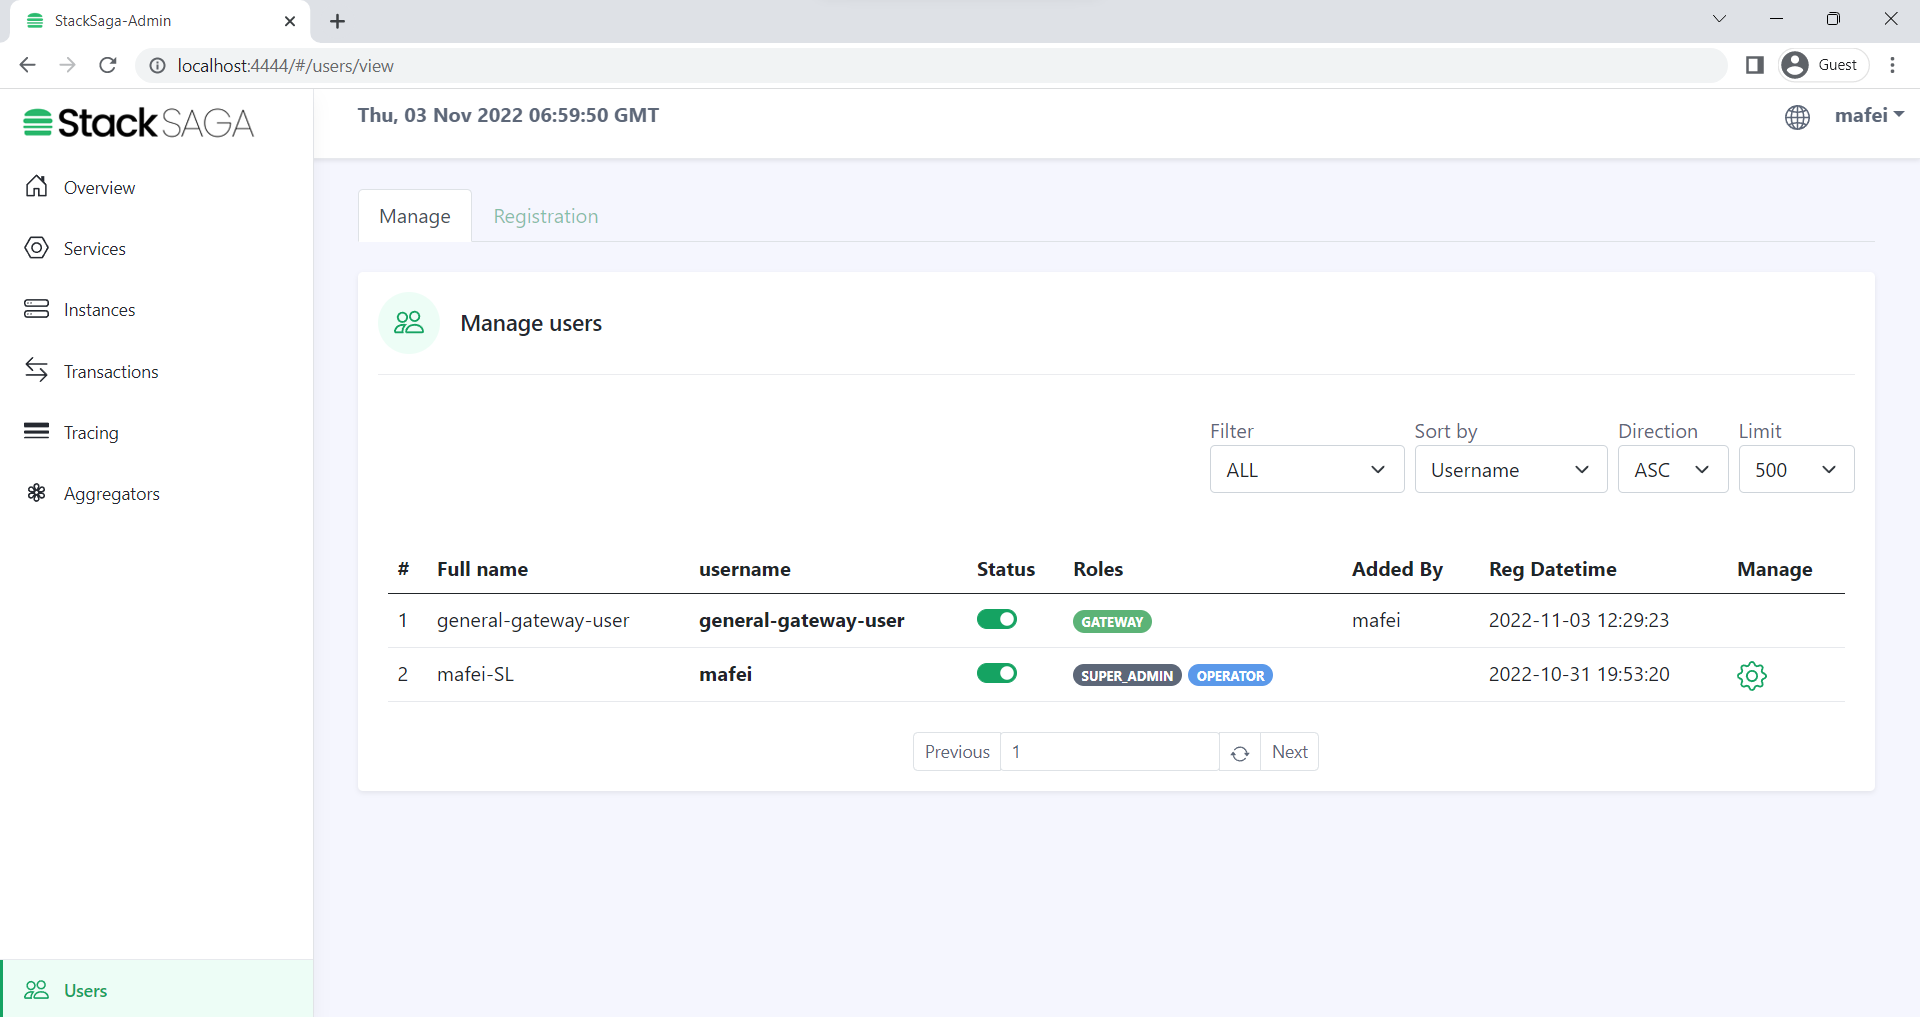 StackSaga-Admin
localhost:4444/#/users/view
Guest
StackSAGA
Thu, 03 Nov 2022 06:59:50 GMT
mafei
Overview
Services
Instances
Transactions
Tracing
Aggregators
Users
Manage Registration
Manage users
Filter Sort by Direction Limit
ALL Username ASC 500
# Full name username Status Roles Added By Reg Datetime Manage
1 general-gateway-user general-gateway-user GATEWAY mafei 2022-11-03 12:29:23
2 mafei-SL mafei SUPER_ADMIN OPERATOR 2022-10-31 19:53:20
Previous 1 Next